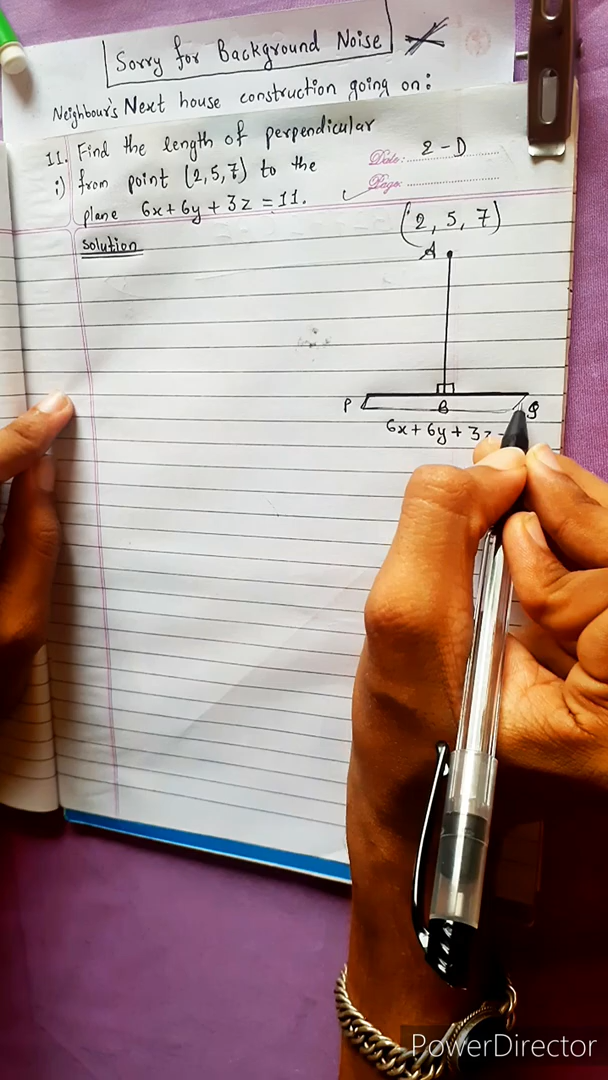 Sorry for Background Noise
Neighbour's Next house construction going on:
11. Find the length of perpendicular
i) from point (2,5,7) to the
plane 6x+6y+3z=11.
Date: 2-D
Page:
Solution
(2, 5, 7)
A
P
B
Q
6x+6y+3z
PowerDirector